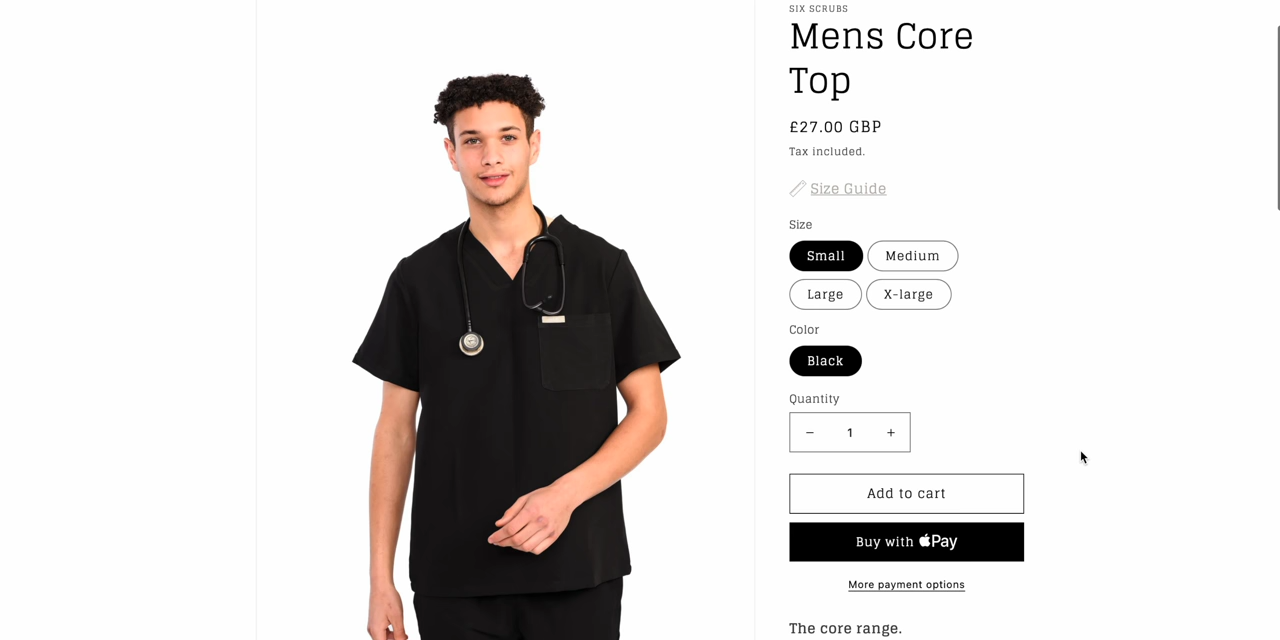 SIX SCRUBS
Mens Core
Top
£27.00 GBP
Tax included.
Size Guide
Size
Small
Medium
Large
X-large
Color
Black
Quantity
− 1 +
Add to cart
Buy with Pay
More payment options
The core range.